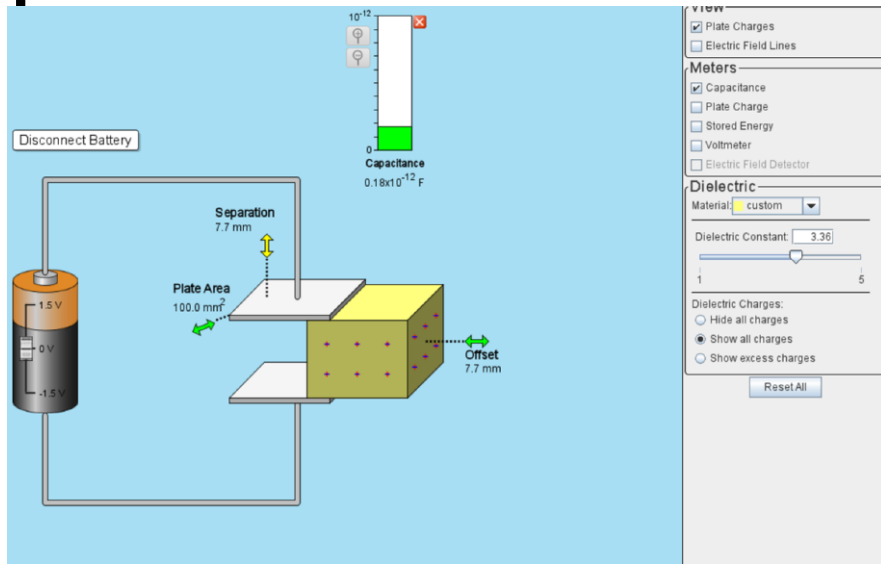 10⁻¹²
0
Capacitance
0.18x10⁻¹² F
Disconnect Battery
Separation
7.7 mm
Plate Area
100.0 mm²
1.5 V
0 V
-1.5 V
Offset
7.7 mm
View
Plate Charges
Electric Field Lines
Meters
Capacitance
Plate Charge
Stored Energy
Voltmeter
Electric Field Detector
Dielectric
Material: custom
Dielectric Constant: 3.36
1 5
Dielectric Charges:
Hide all charges
Show all charges
Show excess charges
Reset All